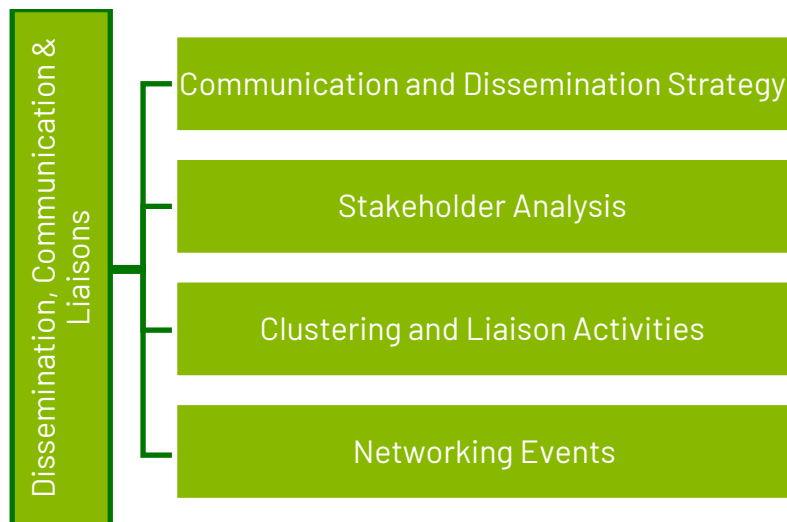 Dissemination, Communication &
Liaisons
Communication and Dissemination Strategy
Stakeholder Analysis
Clustering and Liaison Activities
Networking Events